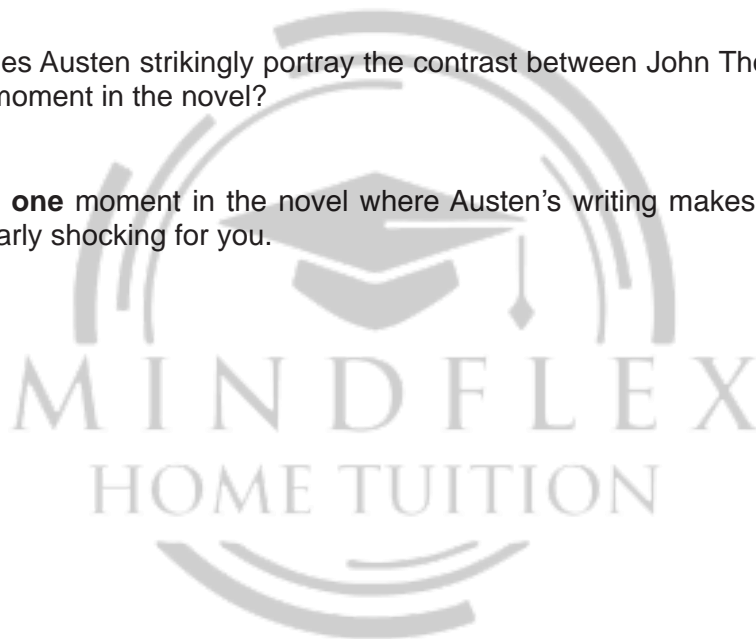 es Austen strikingly portray the contrast between John Tho
moment in the novel?
one moment in the novel where Austen's writing makes
arly shocking for you.
MINDFLEX
HOME TUITION